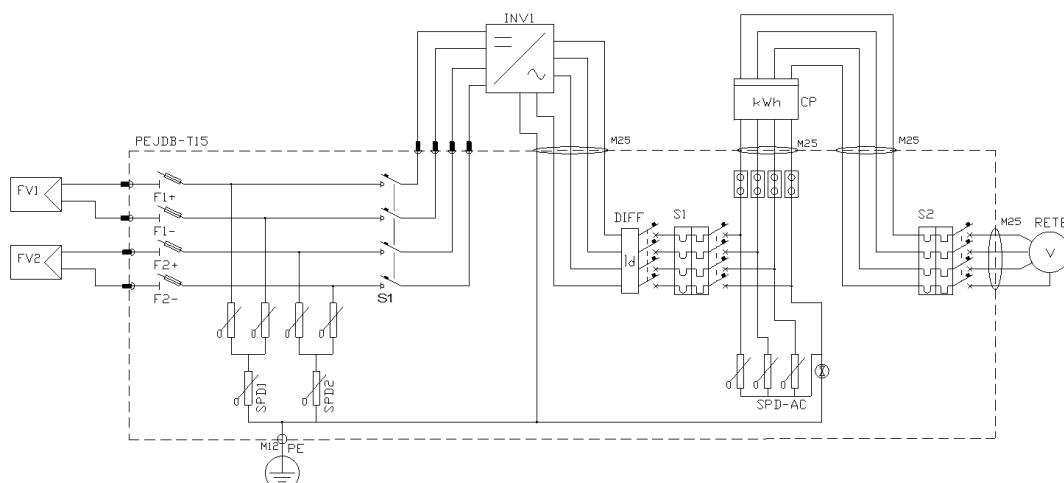 INV1
kWh
CP
PEJDB-T15
M25
M25
M25
FV1
F1+
F1-
FV2
F2+
F2-
S1
DIFF
Id
S1
S2
M25
RETE
V
SPD1
SPD2
SPD-AC
M12
PE